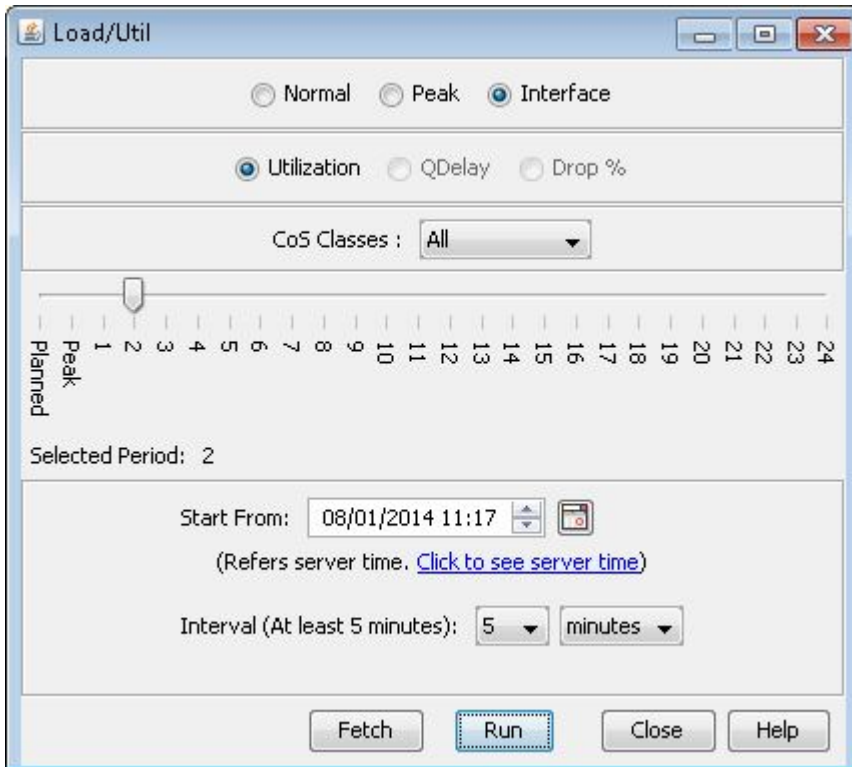 Load/Util
Normal Peak Interface
Utilization QDelay Drop %
CoS Classes : All
Planned Peak 1 2 3 4 5 6 7 8 9 10 11 12 13 14 15 16 17 18 19 20 21 22 23 24
Selected Period: 2
Start From: 08/01/2014 11:17
(Refers server time. Click to see server time)
Interval (At least 5 minutes): 5 minutes
Fetch Run Close Help